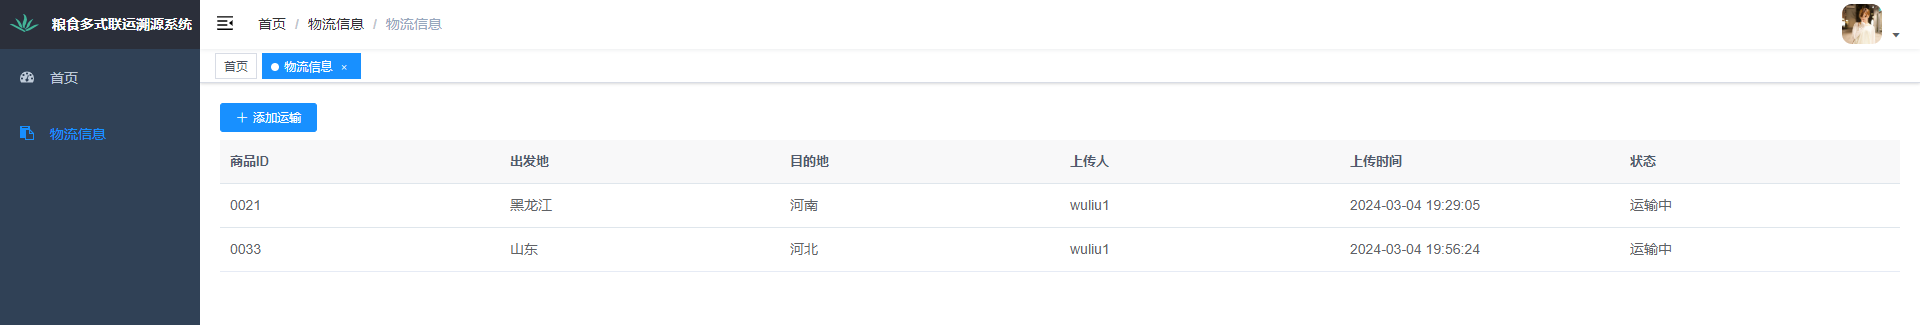 粮食多式联运溯源系统
首页 / 物流信息 / 物流信息
首页
物流信息 ×
首页
物流信息
+ 添加运输
商品ID 出发地 目的地 上传人 上传时间 状态
0021 黑龙江 河南 wuliu1 2024-03-04 19:29:05 运输中
0033 山东 河北 wuliu1 2024-03-04 19:56:24 运输中